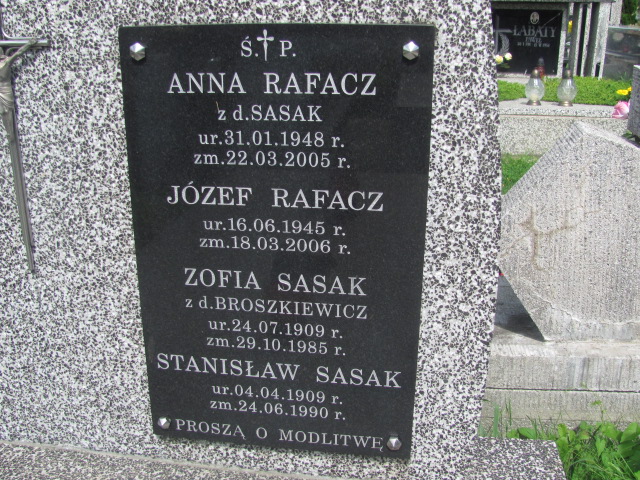 Ś.†P.
ANNA RAFACZ
z d.SASAK
ur.31.01.1948 r.
zm.22.03.2005 r.
JÓZEF RAFACZ
ur.16.06.1945 r.
zm.18.03.2006 r.
ZOFIA SASAK
z d.BROSZKIEWICZ
ur.24.07.1909 r.
zm.29.10.1985 r.
STANISŁAW SASAK
ur.04.04.1909 r.
zm.24.06.1990 r.
PROSZĄ O MODLITWĘ
ŁABATY